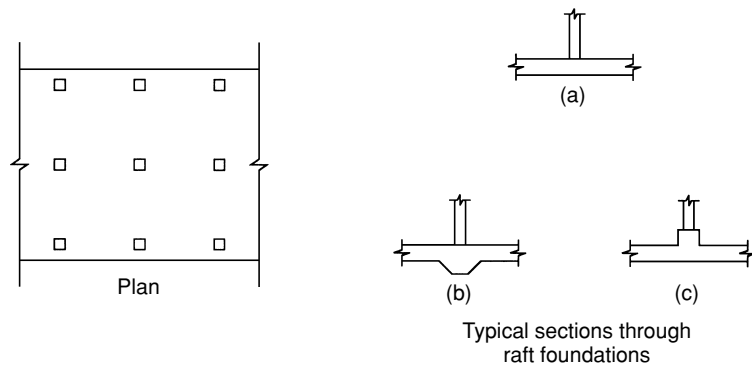 Plan
(a)
(b)
(c)
Typical sections through
raft foundations